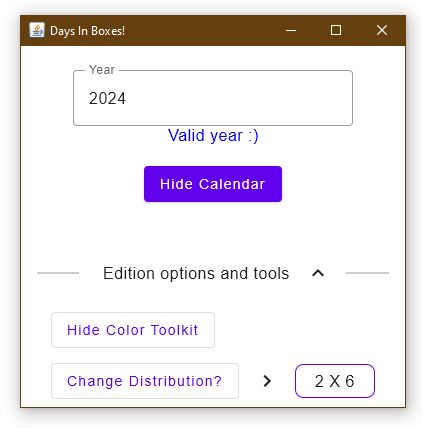 Days In Boxes!
Year
2024
Valid year :)
Hide Calendar
Edition options and tools
Hide Color Toolkit
Change Distribution? 2 X 6